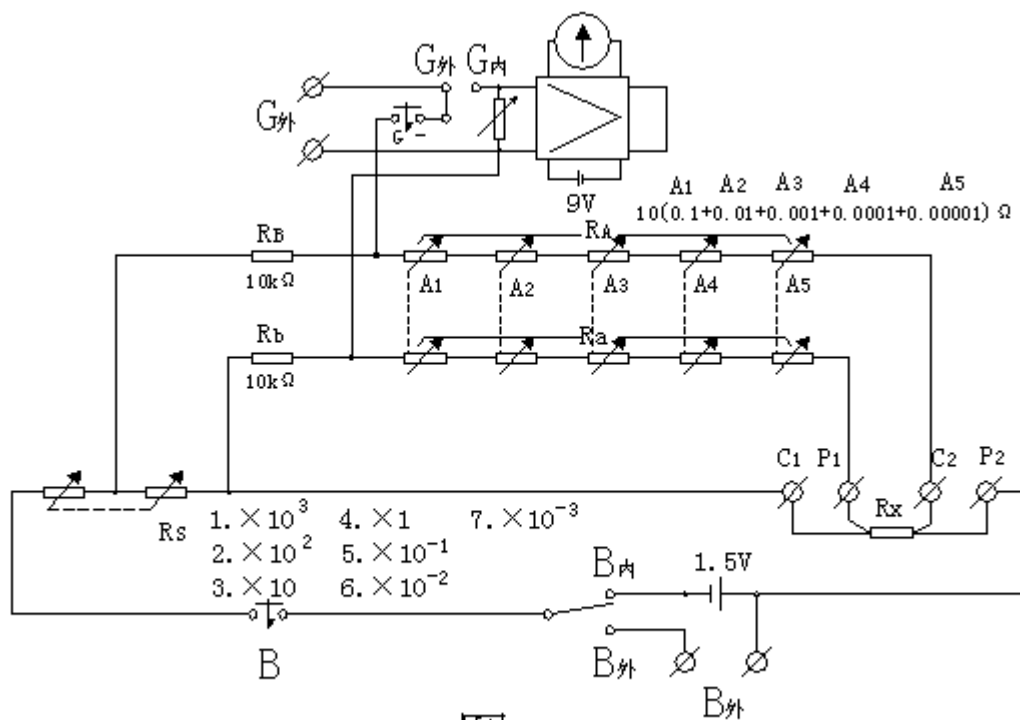 G外 G内
G外
G -
9V
A1 A2 A3 A4 A5
10(0.1+0.01+0.001+0.0001+0.00001) Ω
RB
10kΩ
RA
A1 A2 A3 A4 A5
Rb
10kΩ
Ra
C1 P1 C2 P2
Rx
Rs
1.×10³ 4.×1 7.×10⁻³
2.×10² 5.×10⁻¹
3.×10 6.×10⁻²
B内 1.5V
B
B外
B外